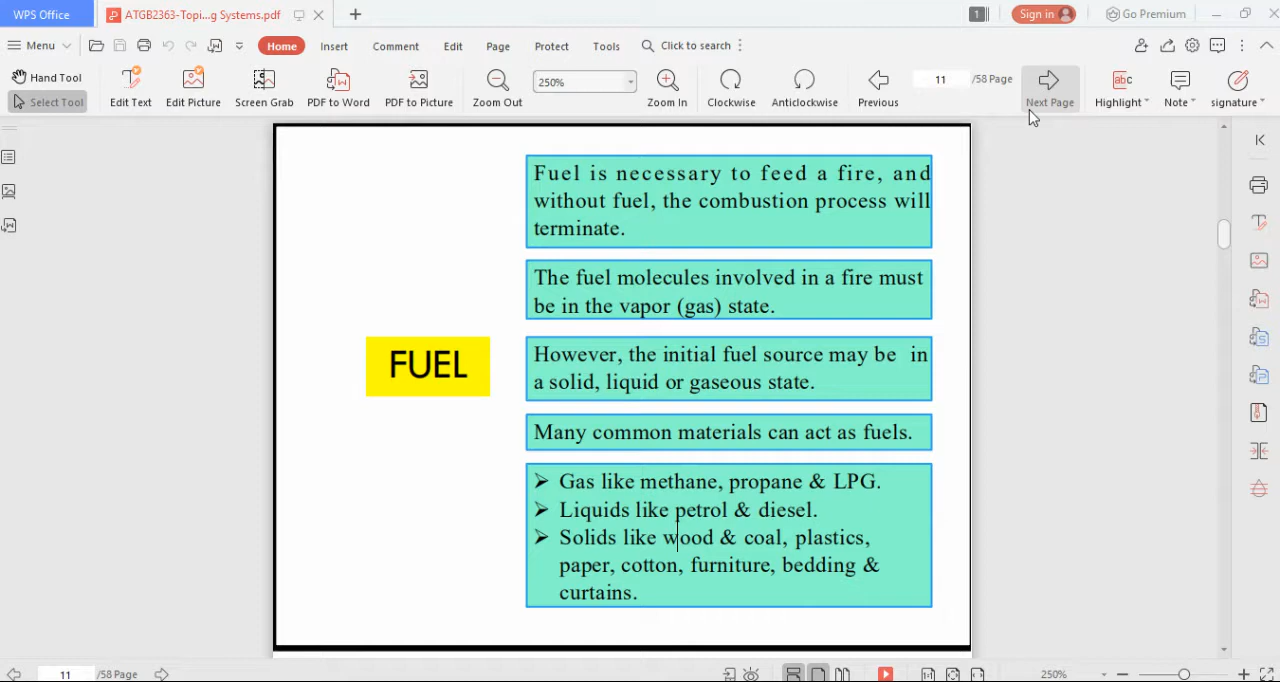 WPS Office
ATGB2363-Topi...g Systems.pdf
1
Sign in
Go Premium
Menu
Home
Insert
Comment
Edit
Page
Protect
Tools
Click to search
Hand Tool
Select Tool
Edit Text
Edit Picture
Screen Grab
PDF to Word
PDF to Picture
Zoom Out
250%
Zoom In
Clockwise
Anticlockwise
Previous
11
/58 Page
Next Page
Highlight
Note
signature
Fuel is necessary to feed a fire, and
without fuel, the combustion process will
terminate.
The fuel molecules involved in a fire must
be in the vapor (gas) state.
FUEL
However, the initial fuel source may be in
a solid, liquid or gaseous state.
Many common materials can act as fuels.
➢ Gas like methane, propane & LPG.
➢ Liquids like petrol & diesel.
➢ Solids like wood & coal, plastics,
paper, cotton, furniture, bedding &
curtains.
11
/58 Page
250%